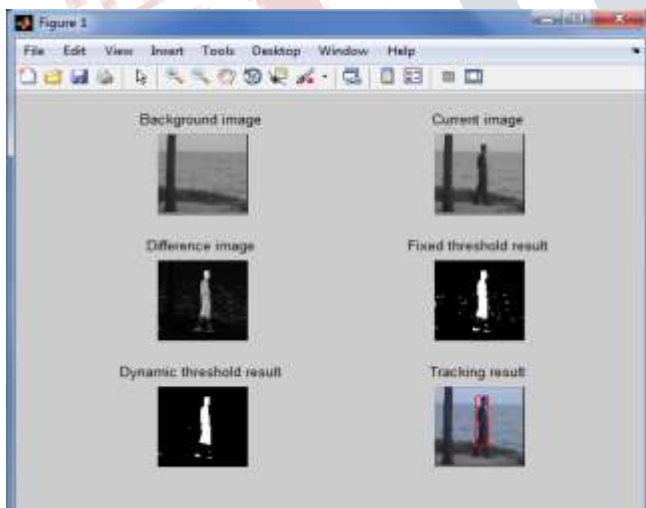 Figure 1
File Edit View Insert Tools Desktop Window Help
Background image
Current image
Difference image
Fixed threshold result
Dynamic threshold result
Tracking result